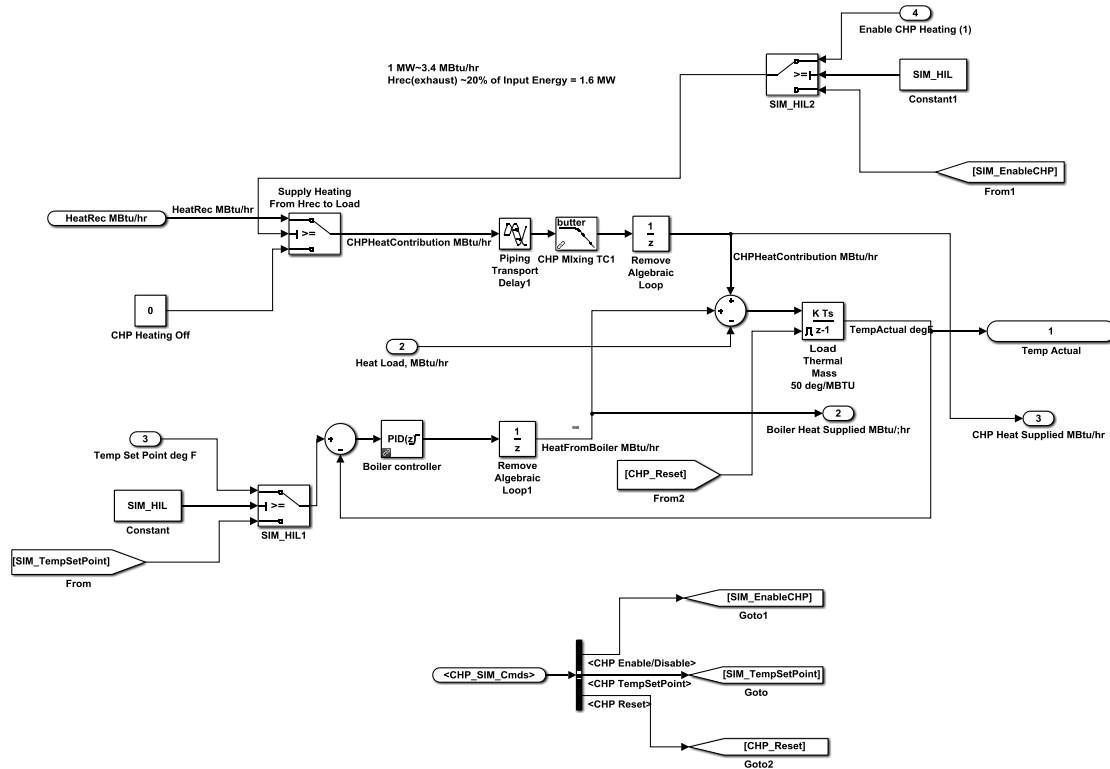 4
Enable CHP Heating (1)
1 MW~3.4 MBtu/hr
Hrec(exhaust) ~20% of Input Energy = 1.6 MW
>=
SIM_HIL2
SIM_HIL
Constant1
[SIM_EnableCHP]
From1
Supply Heating
From Hrec to Load
HeatRec MBtu/hr
HeatRec MBtu/hr
>=
CHPHeatContribution MBtu/hr
Piping
Transport
Delay1
butter
CHP MIxing TC1
1
z
Remove
Algebraic
Loop
CHPHeatContribution MBtu/hr
0
CHP Heating Off
+
+
-
2
Heat Load, MBtu/hr
K Ts
z-1
Load
Thermal
Mass
50 deg/MBTU
TempActual degF
1
Temp Actual
3
Temp Set Point deg F
+
-
PID(z)
Boiler controller
1
z
Remove
Algebraic
Loop1
HeatFromBoiler MBtu/hr
2
Boiler Heat Supplied MBtu/;hr
3
CHP Heat Supplied MBtu/hr
[CHP_Reset]
From2
SIM_HIL
Constant
>=
SIM_HIL1
[SIM_TempSetPoint]
From
[SIM_EnableCHP]
Goto1
<CHP_SIM_Cmds>
<CHP Enable/Disable>
<CHP TempSetPoint>
<CHP Reset>
[SIM_TempSetPoint]
Goto
[CHP_Reset]
Goto2